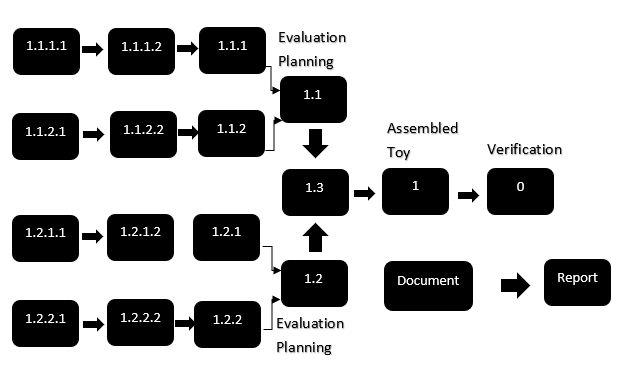 1.1.1.1
1.1.1.2
1.1.1
Evaluation
Planning
1.1
1.1.2.1
1.1.2.2
1.1.2
Assembled
Toy
Verification
1.3
1
0
1.2.1.1
1.2.1.2
1.2.1
1.2
Document
Report
1.2.2.1
1.2.2.2
1.2.2
Evaluation
Planning